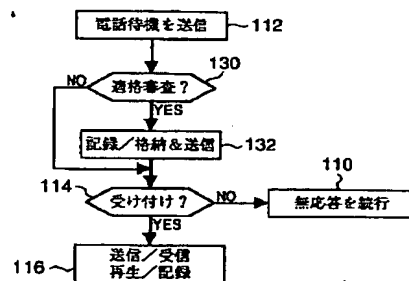 電話待機を送信
112
130
NO
適格審査?
YES
記録/格納&送信
132
114
受け付け?
NO
110
無応答を続行
YES
116
送信/受信
再生/記録